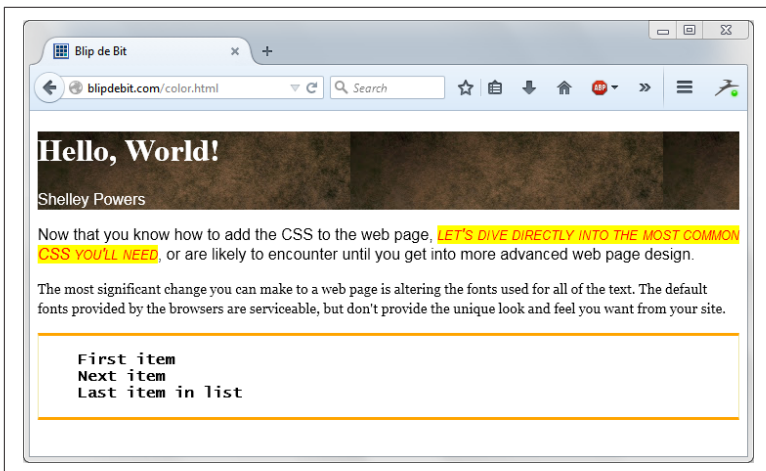 Blip de Bit
blipdebit.com/color.html
Search
ABP
Hello, World!
Shelley Powers
Now that you know how to add the CSS to the web page, LET'S DIVE DIRECTLY INTO THE MOST COMMON
CSS YOU'LL NEED, or are likely to encounter until you get into more advanced web page design.
The most significant change you can make to a web page is altering the fonts used for all of the text. The default
fonts provided by the browsers are serviceable, but don't provide the unique look and feel you want from your site.
First item
Next item
Last item in list